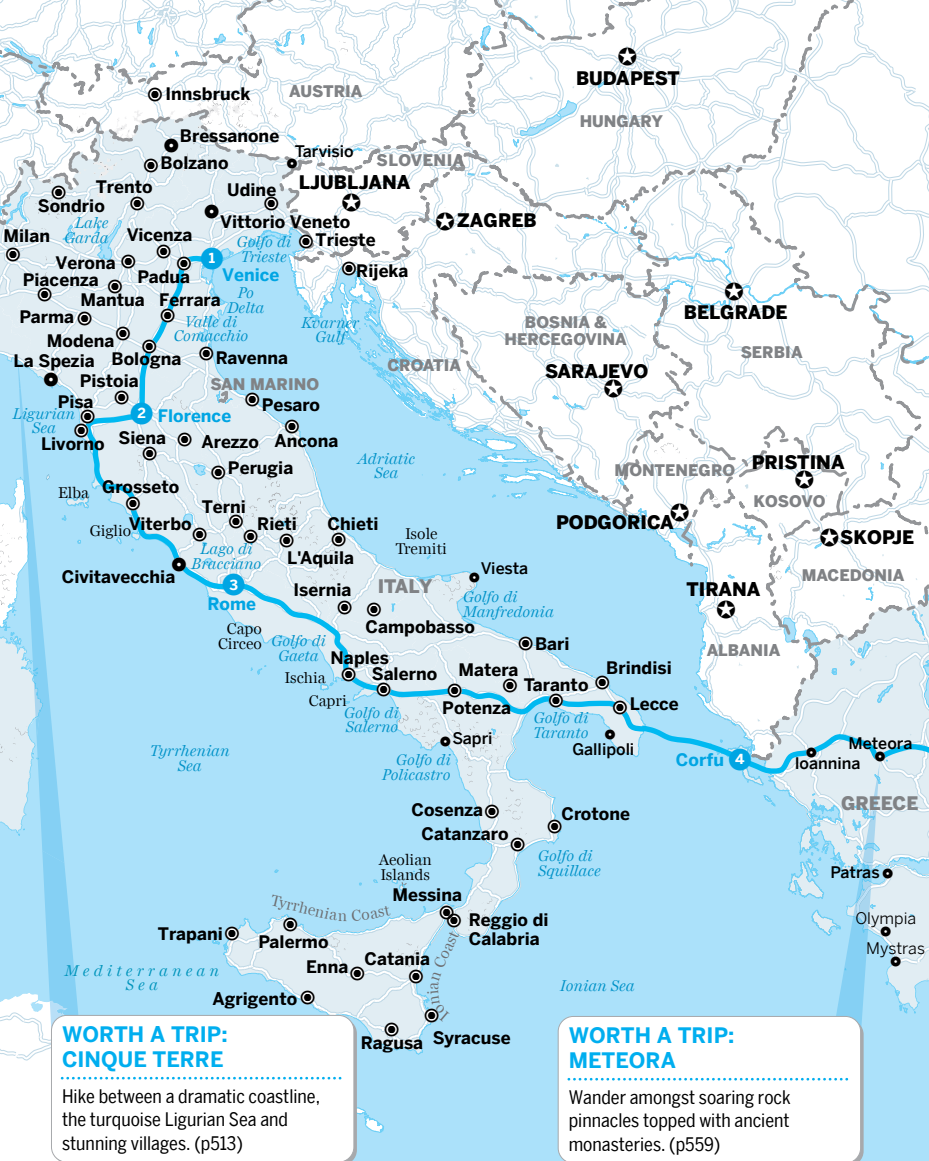 BUDAPEST
Innsbruck
AUSTRIA
HUNGARY
Bressanone
Tarvisio
Bolzano
SLOVENIA
LJUBLJANA
Trento
Udine
Sondrio
ZAGREB
Lake
Garda
Vittorio Veneto
Milan
Vicenza
Golfo di
Trieste
Trieste
Verona
1
Venice
Padua
Rijeka
Piacenza
Mantua
Po
Delta
Ferrara
BELGRADE
Parma
Valle di
Comacchio
Kvarner
Gulf
BOSNIA &
HERCEGOVINA
Modena
Bologna
Ravenna
SERBIA
La Spezia
CROATIA
SARAJEVO
Pistoia
SAN MARINO
Pisa
Pesaro
Ligurian
Sea
2
Florence
Livorno
Siena
Arezzo
Ancona
Adriatic
Sea
Perugia
MONTENEGRO
PRISTINA
Elba
Grosseto
KOSOVO
Terni
Giglio
Viterbo
Rieti
Chieti
PODGORICA
Isole
Tremiti
SKOPJE
Lago di
Bracciano
L'Aquila
Civitavecchia
Viesta
MACEDONIA
3
Rome
Isernia
ITALY
TIRANA
Golfo di
Manfredonia
Campobasso
Capo
Circeo
Golfo di
Gaeta
Bari
ALBANIA
Naples
Ischia
Salerno
Matera
Brindisi
Taranto
Capri
Potenza
Lecce
Golfo di
Salerno
Golfo di
Taranto
Sapri
Gallipoli
Tyrrhenian
Sea
Golfo di
Policastro
Corfu
4
Ioannina
Meteora
GREECE
Cosenza
Crotone
Catanzaro
Golfo di
Squillace
Aeolian
Islands
Patras
Messina
Tyrrhenian Coast
Reggio di
Calabria
Olympia
Trapani
Palermo
Mystras
Enna
Catania
Ionian Coast
Mediterranean
Sea
Ionian Sea
Agrigento
Ragusa
Syracuse
WORTH A TRIP:
CINQUE TERRE
Hike between a dramatic coastline,
the turquoise Ligurian Sea and
stunning villages. (p513)
WORTH A TRIP:
METEORA
Wander amongst soaring rock
pinnacles topped with ancient
monasteries. (p559)